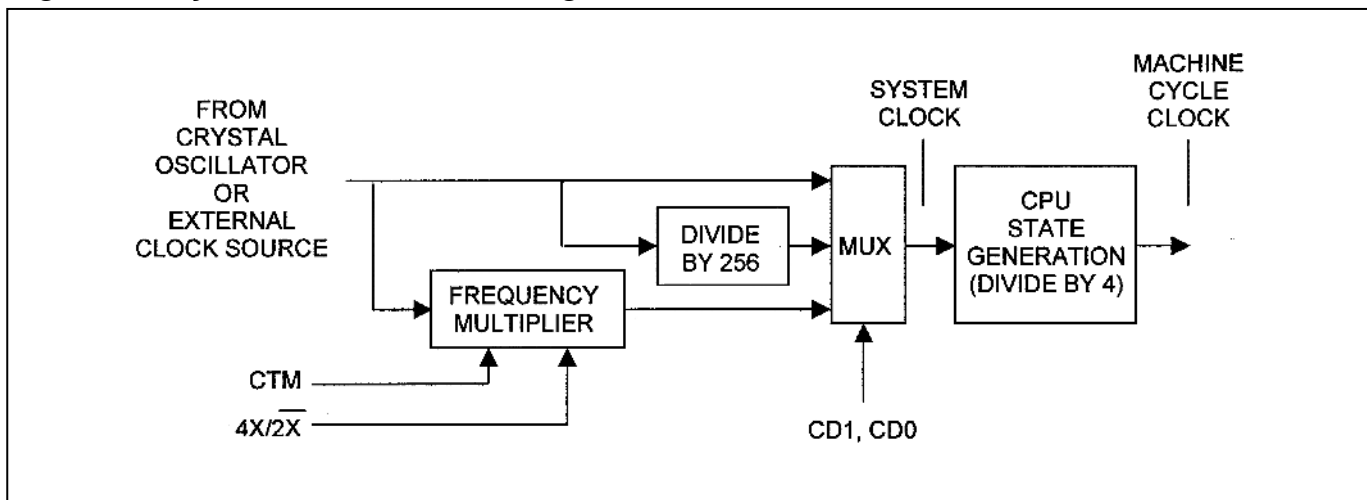 FROM
CRYSTAL
OSCILLATOR
OR
EXTERNAL
CLOCK SOURCE
FREQUENCY
MULTIPLIER
DIVIDE
BY 256
MUX
SYSTEM
CLOCK
CPU
STATE
GENERATION
(DIVIDE BY 4)
MACHINE
CYCLE
CLOCK
CTM
4X/2X̅
CD1, CD0